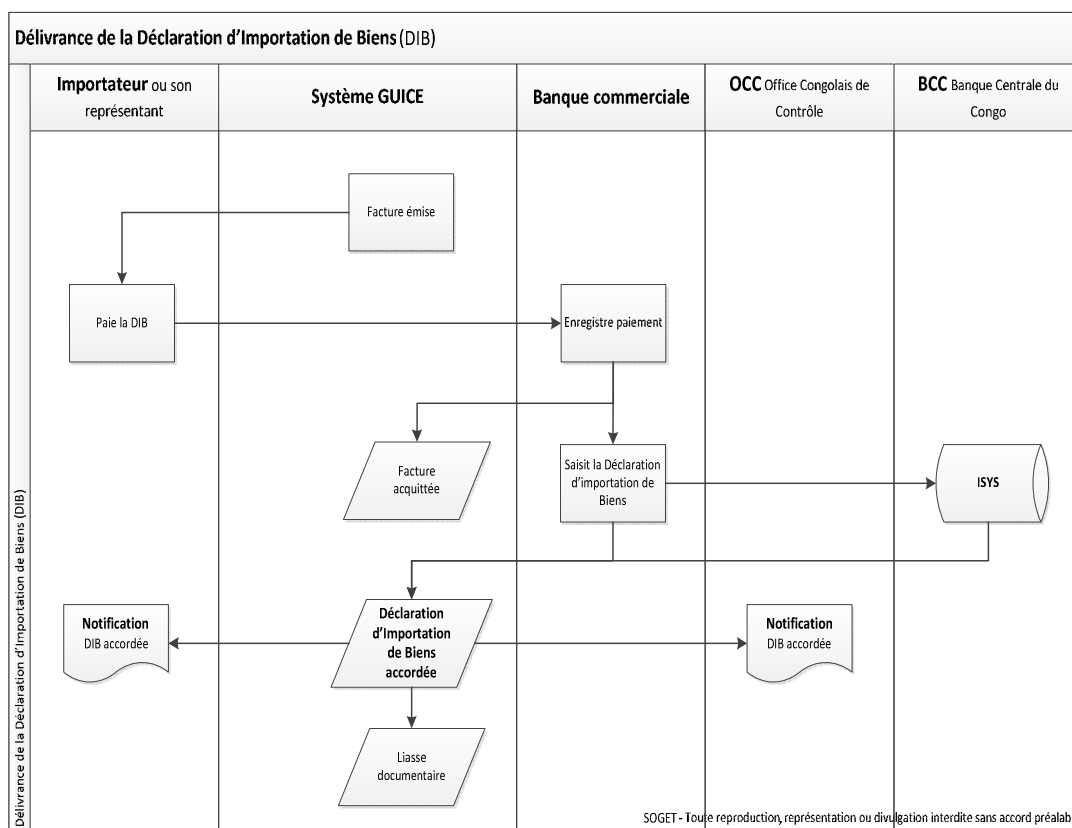 Délivrance de la Déclaration d'Importation de Biens (DIB)
Importateur ou son
représentant
Système GUICE
Banque commerciale
OCC Office Congolais de
Contrôle
BCC Banque Centrale du
Congo
Facture émise
Paie la DIB
Enregistre paiement
Facture
acquittée
Saisit la Déclaration
d'importation de
Biens
ISYS
Notification
DIB accordée
Déclaration
d'Importation
de Biens
accordée
Notification
DIB accordée
Liasse
documentaire
Délivrance de la Déclaration d'Importation de Biens (DIB)
SOGET - Toute reproduction, représentation ou divulgation interdite sans accord préalab